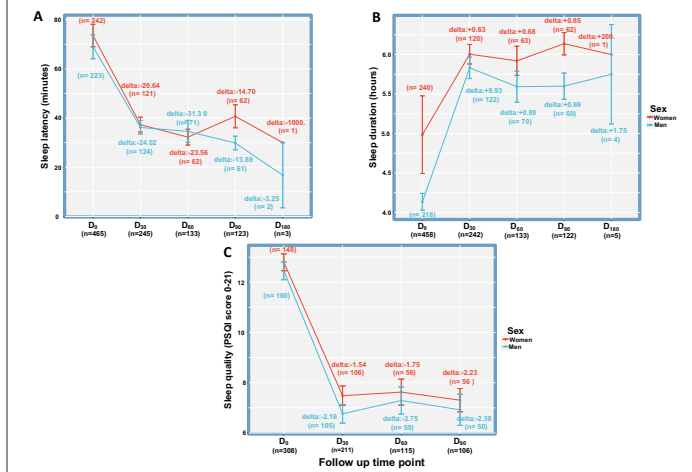 A
Sleep latency (minutes)
80
60
40
20
0
(n= 242)
(n= 223)
delta:-20.64
(n= 121)
delta:-24.02
(n= 124)
delta:-31.3 0
(n=71)
delta:-23.56
(n= 62)
delta:-14.70
(n= 62)
delta:-13.89
(n= 61)
delta:-1000.
(n= 1)
delta:-3.25
(n= 2)
D0
(n=465)
D30
(n=245)
D60
(n=133)
D90
(n=123)
D180
(n=3)
B
Sleep duration (hours)
6.5
6.0
5.5
5.0
4.5
4.0
(n= 240)
(n= 218)
delta:+0.63
(n= 120)
delta:+0.93
(n= 122)
delta:+0.68
(n= 63)
delta:+0.88
(n= 70)
delta:+0.85
(n= 62)
delta:+0.69
(n= 60)
delta:+200.
(n= 1)
delta:+1.75
(n= 4)
D0
(n=458)
D30
(n=242)
D60
(n=133)
D90
(n=122)
D180
(n=5)
Sex
Women
Men
C
Sleep quality (PSQI score 0-21)
12
10
8
6
(n= 148)
(n= 160)
delta:-1.54
(n= 106)
delta:-2.16
(n= 105)
delta:-1.75
(n= 56)
delta:-2.75
(n= 59)
delta:-2.23
(n= 56 )
delta:-2.38
(n= 50)
D0
(n=308)
D30
(n=211)
D60
(n=115)
D90
(n=106)
Follow up time point
Sex
Women
Men